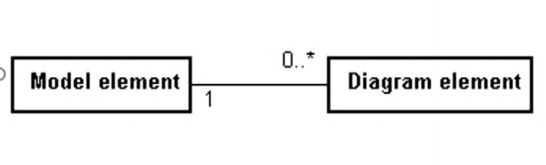 0..*
Model element
Diagram element
1